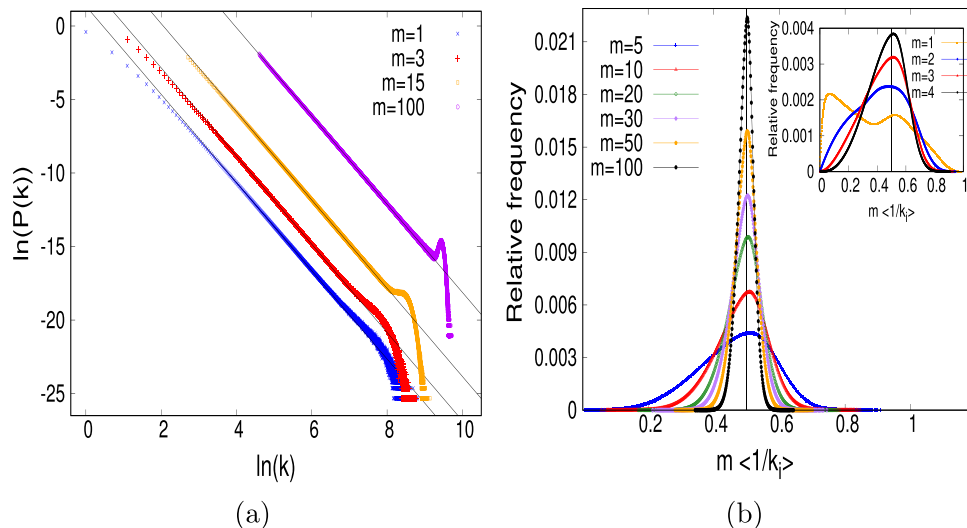 0
-5
-10
-15
-20
-25
0
2
4
6
8
10
ln(P(k))
ln(k)
m=1
m=3
m=15
m=100
(a)
0.021
0.018
0.015
0.012
0.009
0.006
0.003
0
0.2
0.4
0.6
0.8
1
Relative frequency
m <1/kᵢ>
m=5
m=10
m=20
m=30
m=50
m=100
0.004
0.003
0.002
0.001
0
0
0.2
0.4
0.6
0.8
1
Relative frequency
m <1/kᵢ>
m=1
m=2
m=3
m=4
(b)